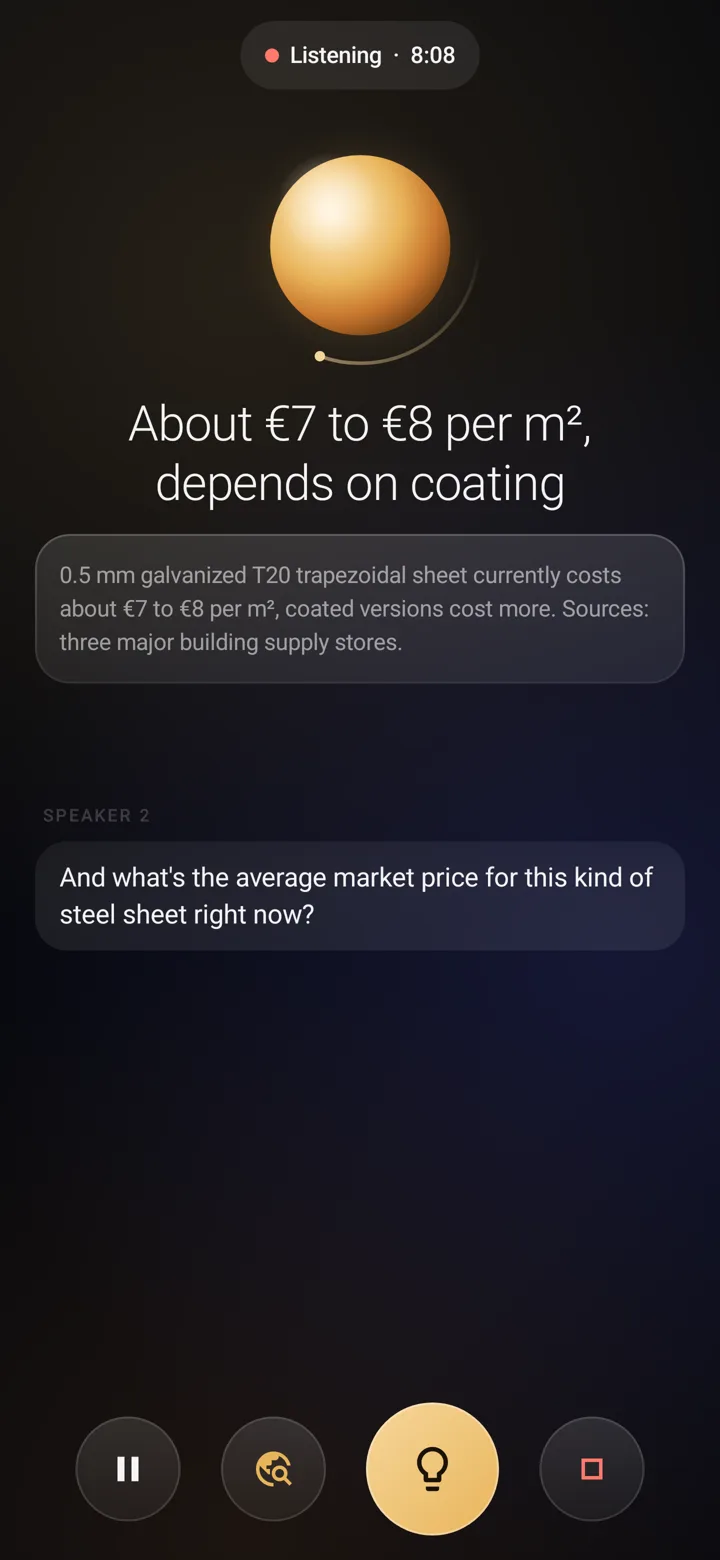 Listening · 8:08
About €7 to €8 per m²,
depends on coating
0.5 mm galvanized T20 trapezoidal sheet currently costs
about €7 to €8 per m², coated versions cost more. Sources:
three major building supply stores.
SPEAKER 2
And what's the average market price for this kind of
steel sheet right now?